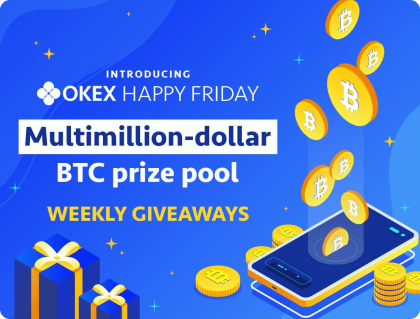 INTRODUCING
OKEX HAPPY FRIDAY
Multimillion-dollar
BTC prize pool
WEEKLY GIVEAWAYS